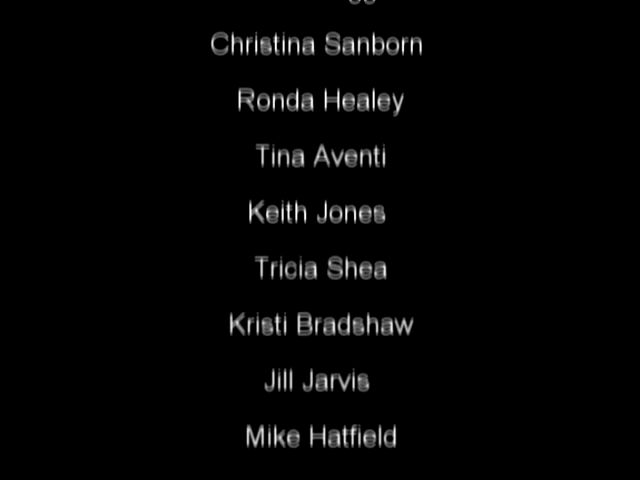 Christina Sanborn
Ronda Healey
Tina Aventi
Keith Jones
Tricia Shea
Kristi Bradshaw
Jill Jarvis
Mike Hatfield